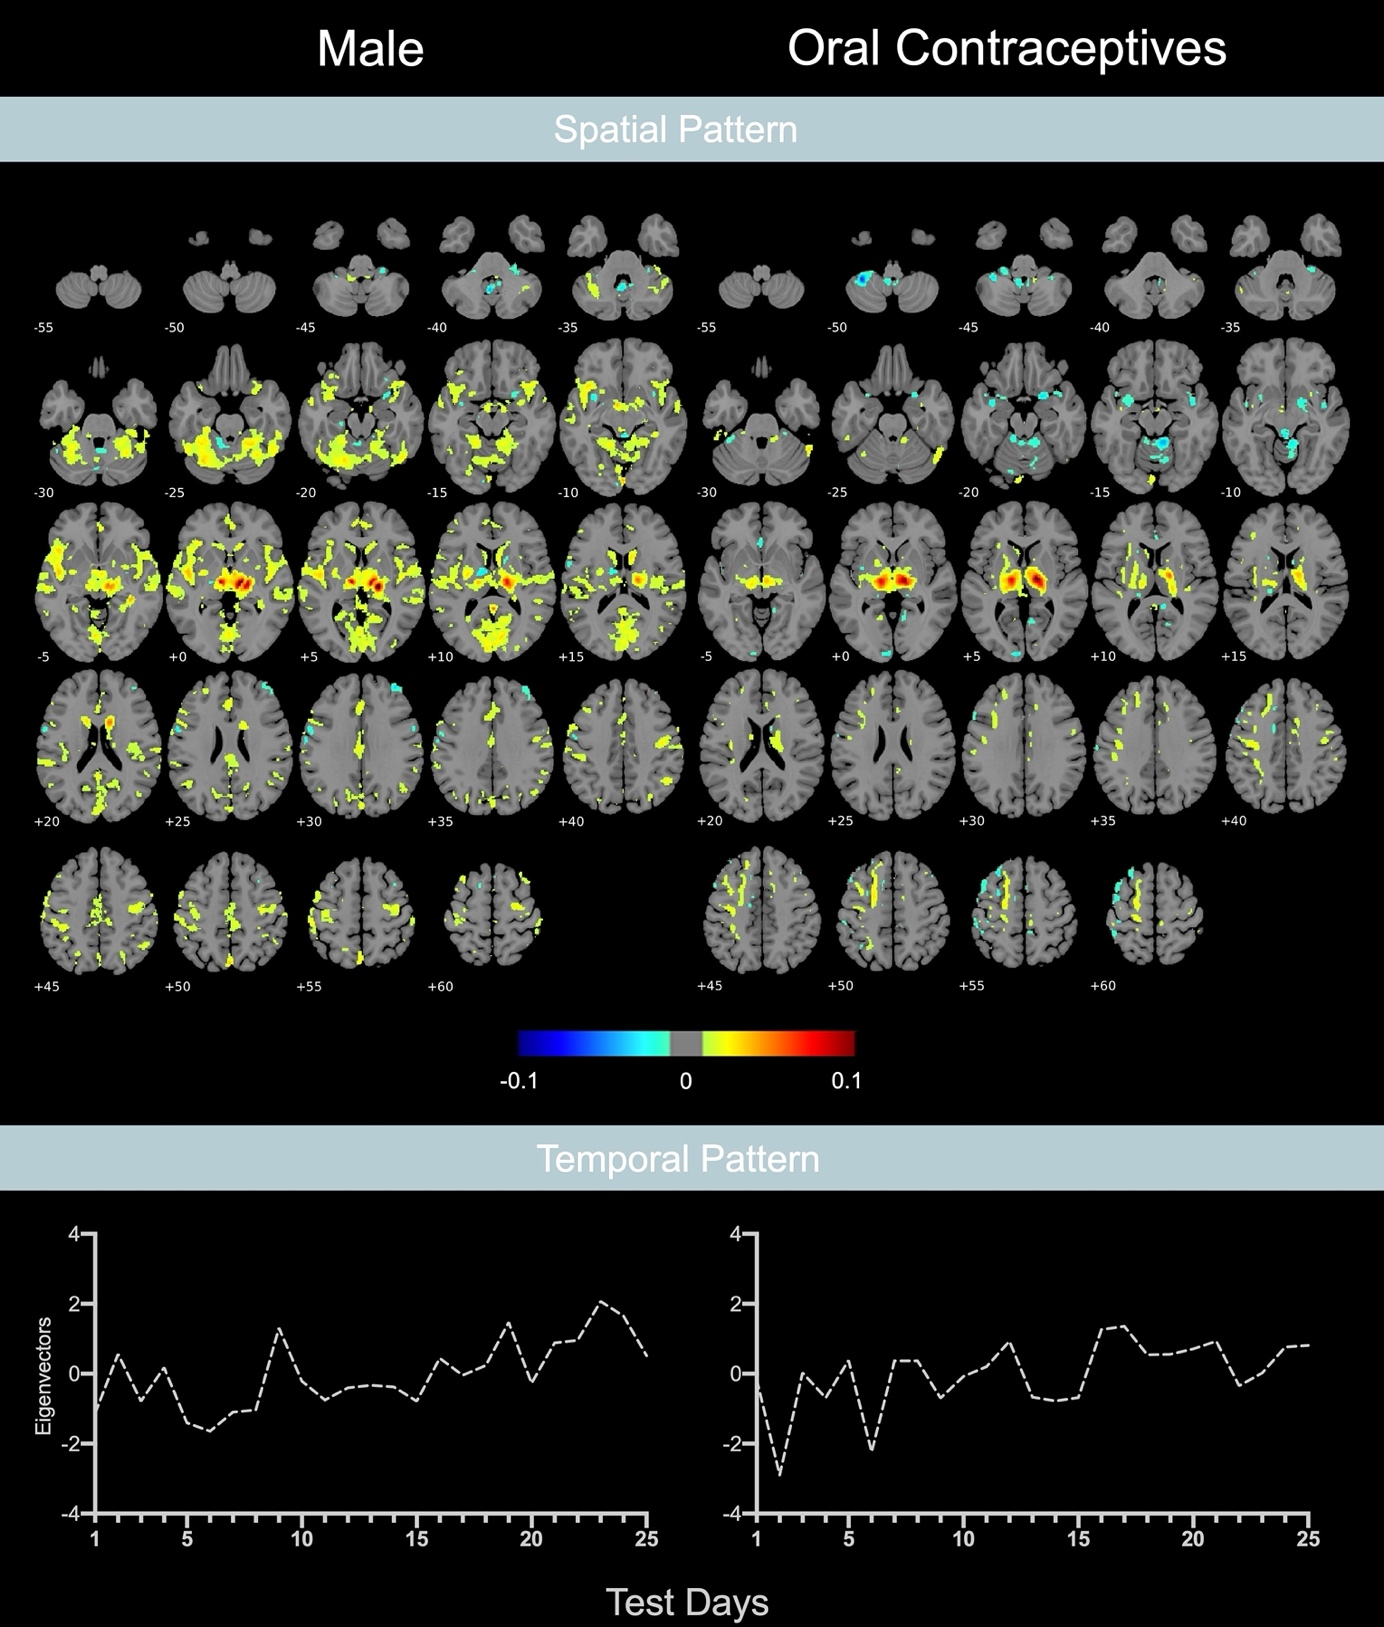 Male Oral Contraceptives
Spatial Pattern
-55 -50 -45 -40 -35 -55 -50 -45 -40 -35
-30 -25 -20 -15 -10 -30 -25 -20 -15 -10
-5 +0 +5 +10 +15 -5 +0 +5 +10 +15
+20 +25 +30 +35 +40 +20 +25 +30 +35 +40
+45 +50 +55 +60 +45 +50 +55 +60
-0.1 0 0.1
Temporal Pattern
Eigenvectors
4 4
2 2
0 0
-2 -2
-4 -4
1 5 10 15 20 25 1 5 10 15 20 25
Test Days